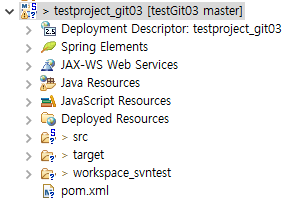 > testproject_git03 [testGit03 master]
Deployment Descriptor: testproject_git03
Spring Elements
JAX-WS Web Services
Java Resources
JavaScript Resources
Deployed Resources
> src
> target
> workspace_svntest
pom.xml